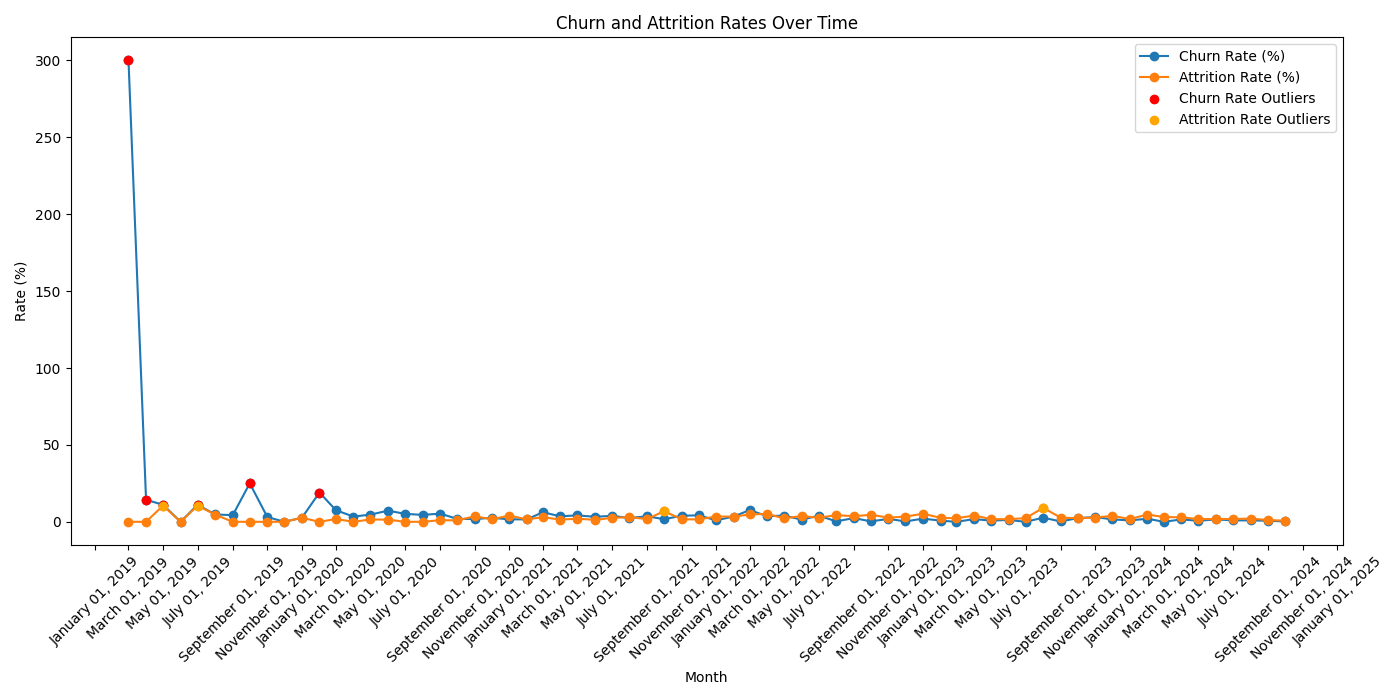 Churn and Attrition Rates Over Time
Churn Rate (%)
Attrition Rate (%)
Churn Rate Outliers
Attrition Rate Outliers
Rate (%)
300
250
200
150
100
50
0
January 01, 2019
March 01, 2019
May 01, 2019
July 01, 2019
September 01, 2019
November 01, 2019
January 01, 2020
March 01, 2020
May 01, 2020
July 01, 2020
September 01, 2020
November 01, 2020
January 01, 2021
March 01, 2021
May 01, 2021
July 01, 2021
September 01, 2021
November 01, 2021
January 01, 2022
March 01, 2022
May 01, 2022
July 01, 2022
September 01, 2022
November 01, 2022
January 01, 2023
March 01, 2023
May 01, 2023
July 01, 2023
September 01, 2023
November 01, 2023
January 01, 2024
March 01, 2024
May 01, 2024
July 01, 2024
September 01, 2024
November 01, 2024
January 01, 2025
Month